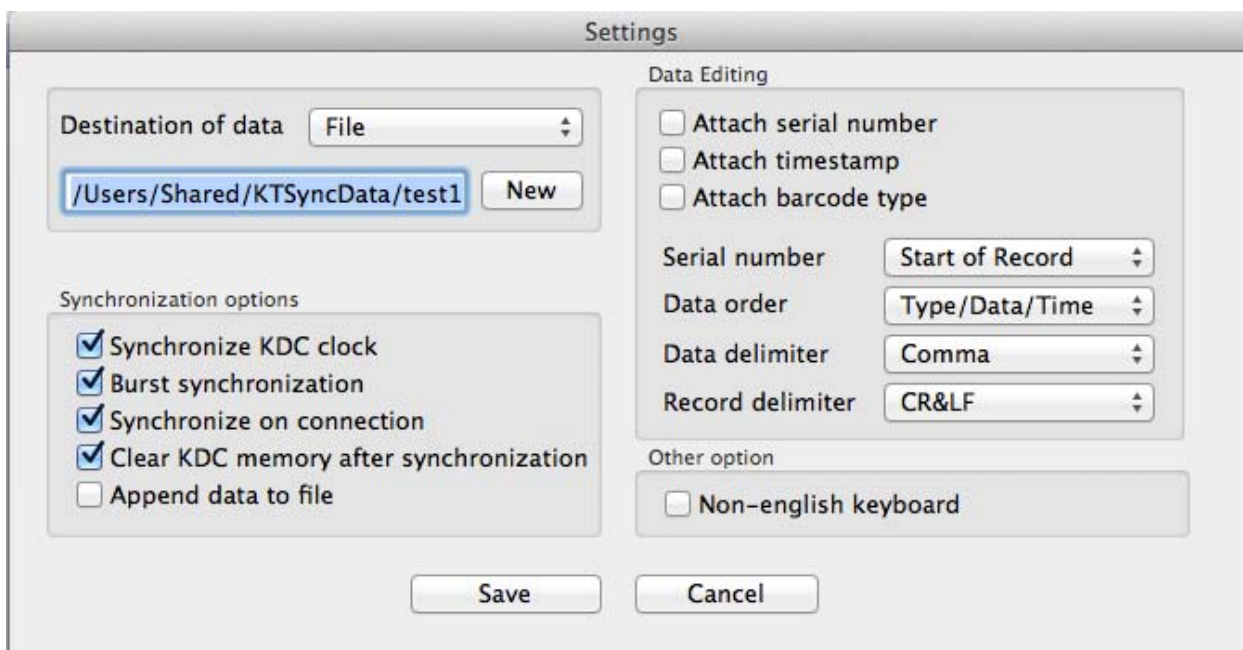 Settings
Destination of data File
/Users/Shared/KTSyncData/test1 New
Synchronization options
Synchronize KDC clock
Burst synchronization
Synchronize on connection
Clear KDC memory after synchronization
Append data to file
Data Editing
Attach serial number
Attach timestamp
Attach barcode type
Serial number Start of Record
Data order Type/Data/Time
Data delimiter Comma
Record delimiter CR&LF
Other option
Non-english keyboard
Save Cancel